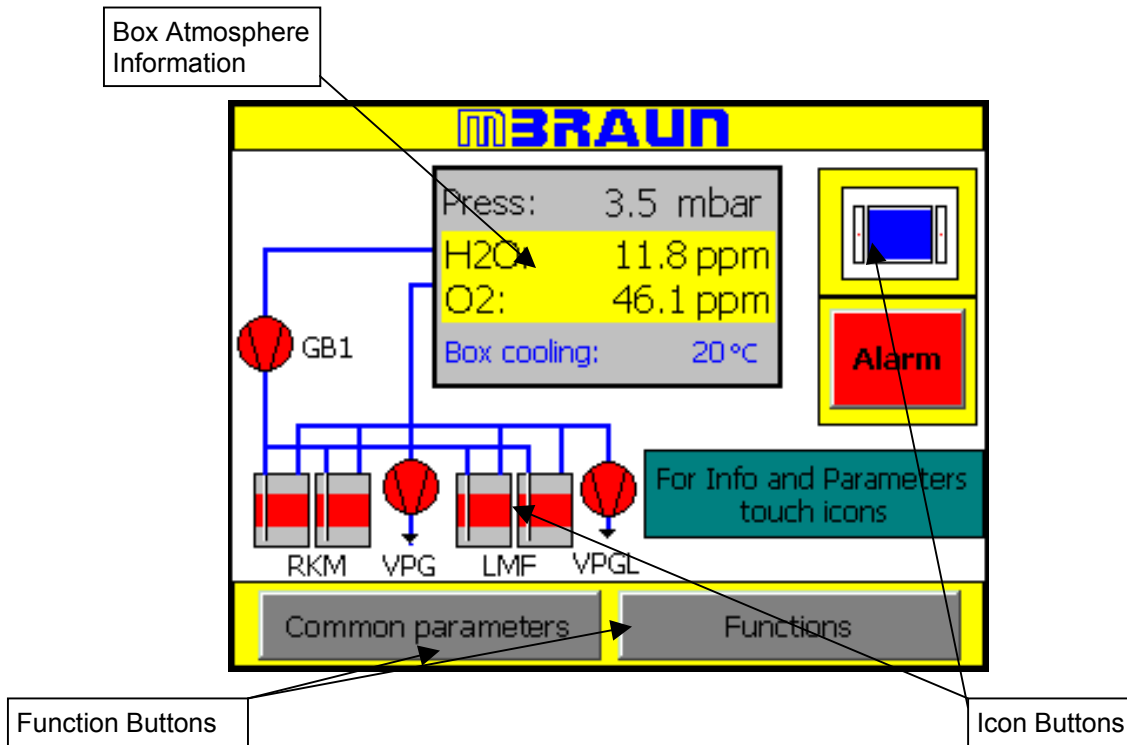 Box Atmosphere
Information
mBRAUN
Press: 3.5 mbar
H2O: 11.8 ppm
O2: 46.1 ppm
Box cooling: 20 °C
GB1
Alarm
For Info and Parameters
touch icons
RKM VPG LMF VPGL
Common parameters Functions
Function Buttons Icon Buttons